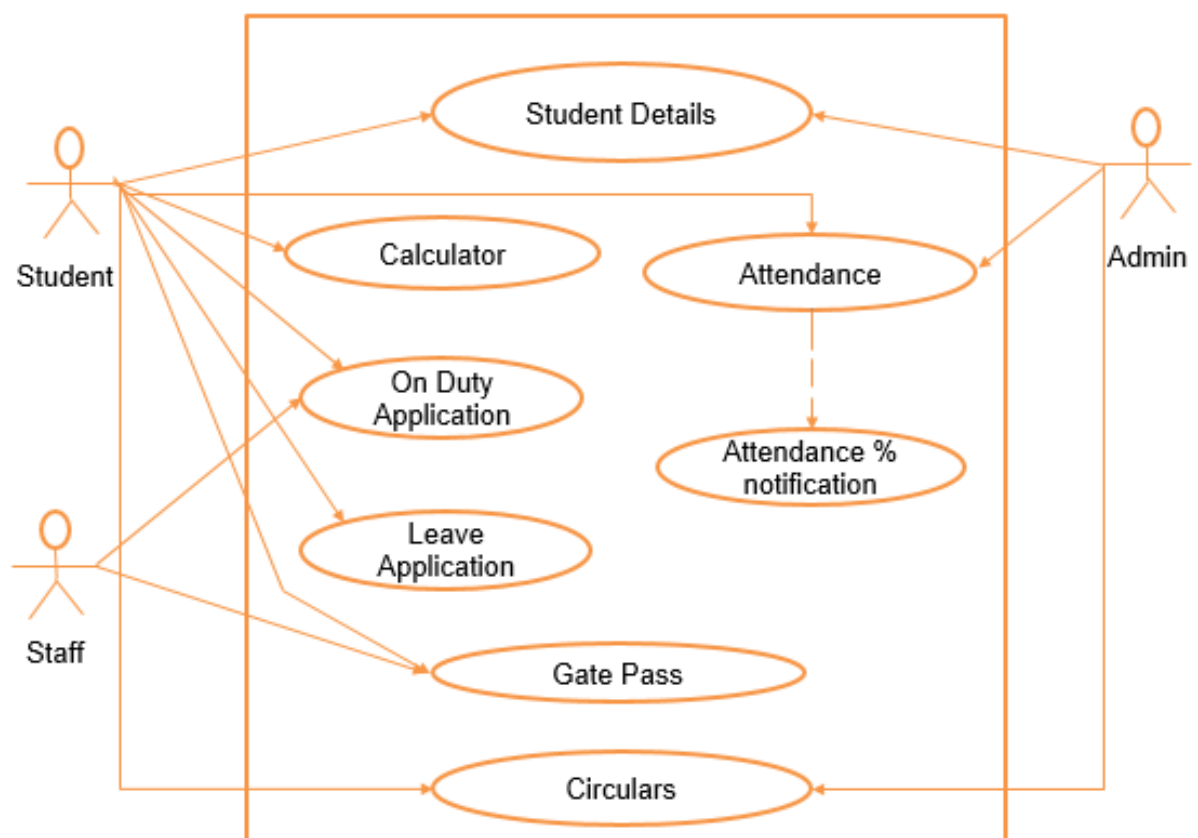 Student Details
Student
Calculator
Attendance
Admin
On Duty
Application
Attendance %
notification
Leave
Application
Staff
Gate Pass
Circulars